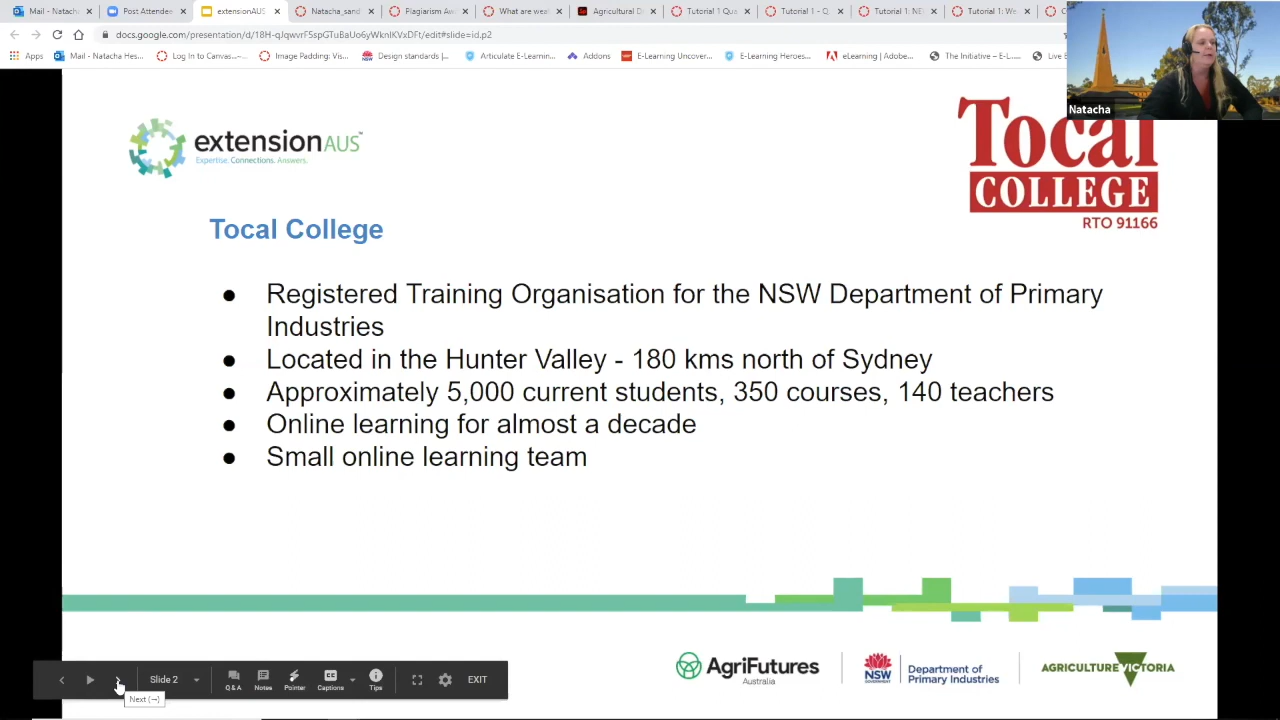 Mail - Natacha
Post Attendee
extensionAUS
Natacha_sand
Plagiarism Aw
What are weat
Agricultural D
Tutorial 1 Qua
Tutorial 1 - Q
Tutorial 1: NE
Tutorial 1: We
docs.google.com/presentation/d/18H-qJqwvrFSspGTuBaUo6yWknIKVxDFt/edit#slide=id.p2
Apps
Mail - Natacha Hes...
Log In to Canvas...–...
Image Padding: Vis...
Design standards |...
Articulate E-Learnin...
Addons
E-Learning Uncover...
E-Learning Heroes...
eLearning | Adobe...
The Initiative – E-L...
Live B
Natacha
extensionAUS™
Expertise. Connections. Answers.
Tocal
COLLEGE
RTO 91166
Tocal College
● Registered Training Organisation for the NSW Department of Primary
Industries
● Located in the Hunter Valley - 180 kms north of Sydney
● Approximately 5,000 current students, 350 courses, 140 teachers
● Online learning for almost a decade
● Small online learning team
Slide 2
Q & A
Notes
Pointer
Captions
Tips
EXIT
Next (→)
AgriFutures
Australia
NSW
GOVERNMENT
Department of
Primary Industries
AGRICULTURE VICTORIA